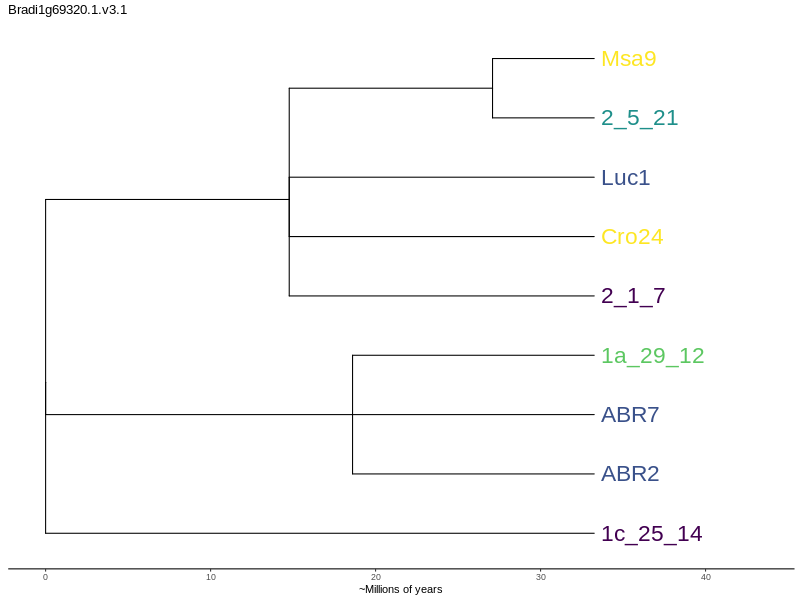 Bradi1g69320.1.v3.1
Msa9
2_5_21
Luc1
Cro24
2_1_7
1a_29_12
ABR7
ABR2
1c_25_14
0 10 20 30 40
~Millions of years